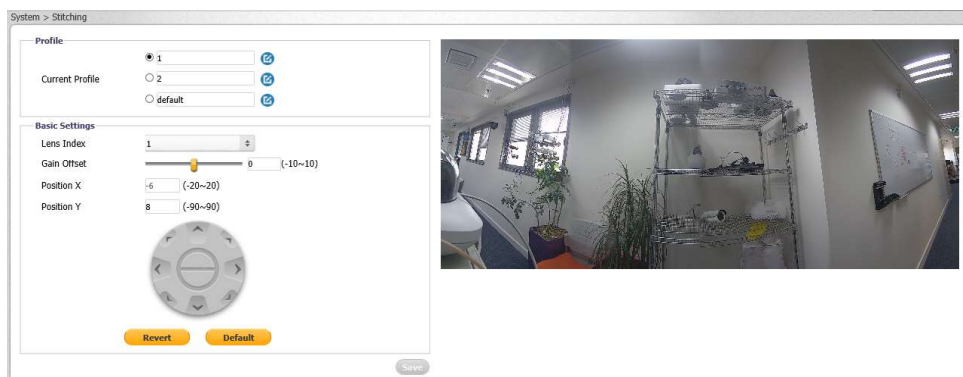 System > Stitching
Profile
Current Profile
1
2
default
Basic Settings
Lens Index 1
Gain Offset 0 (-10~10)
Position X -6 (-20~20)
Position Y 8 (-90~90)
Revert Default
Save